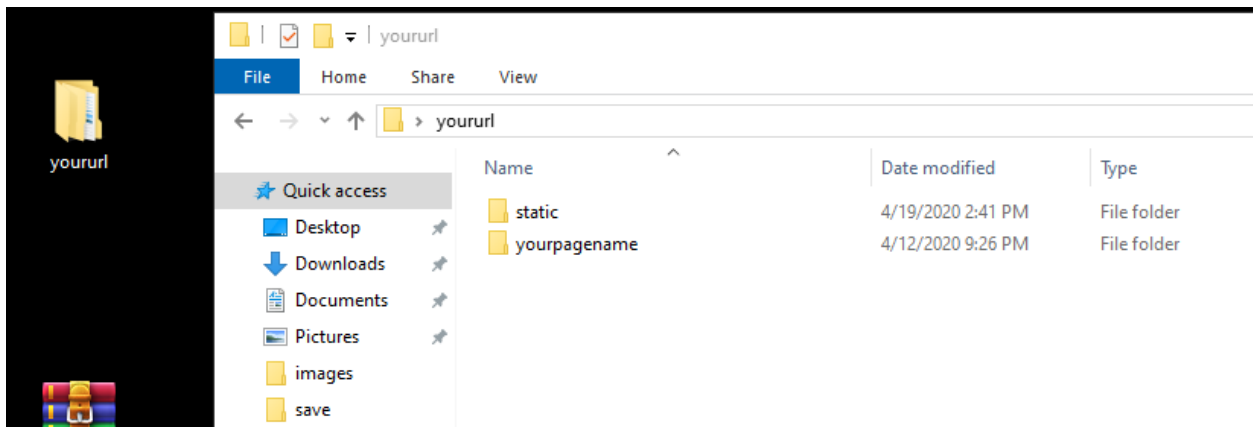 yoururl
File Home Share View
yoururl
yoururl
Name Date modified Type
Quick access
static 4/19/2020 2:41 PM File folder
Desktop
yourpagename 4/12/2020 9:26 PM File folder
Downloads
Documents
Pictures
images
save